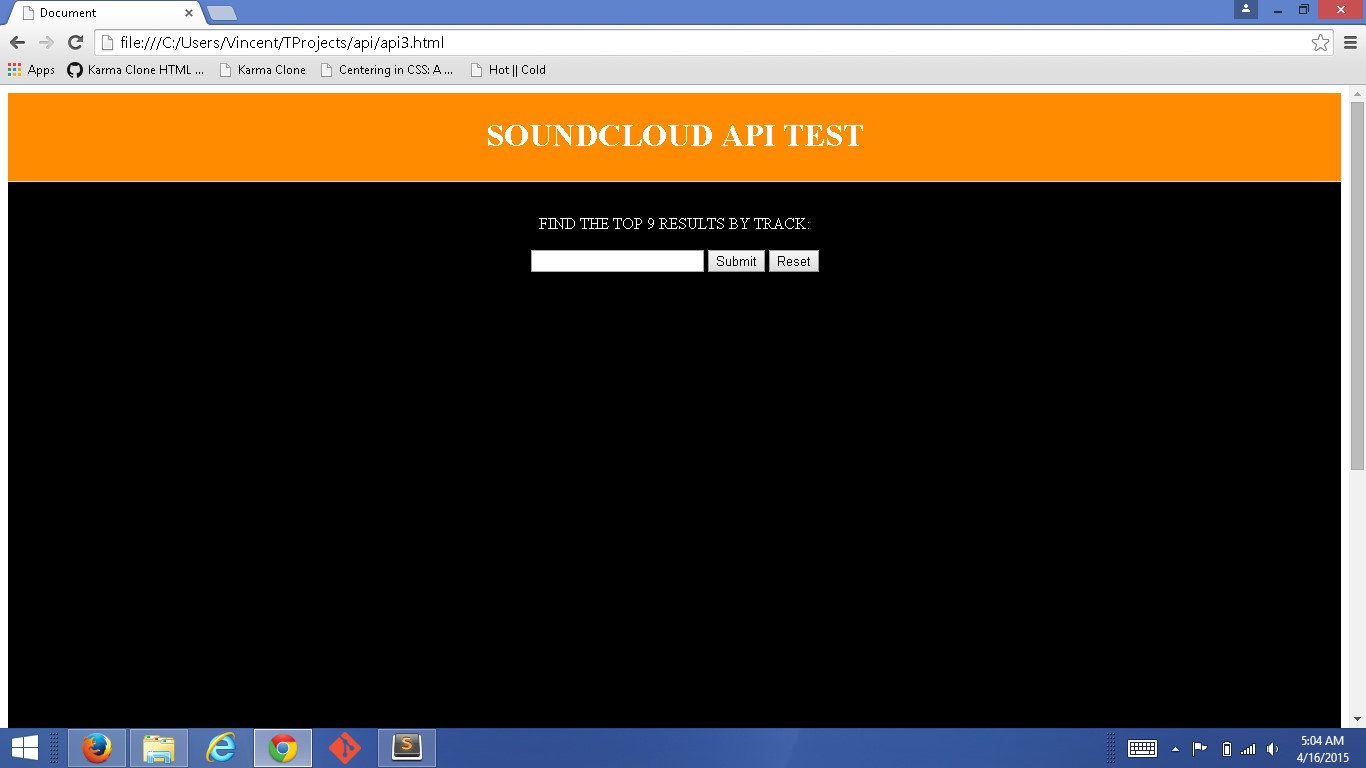 Document
file:///C:/Users/Vincent/TProjects/api/api3.html
Apps
Karma Clone HTML ...
Karma Clone
Centering in CSS: A ...
Hot || Cold
SOUNDCLOUD API TEST
FIND THE TOP 9 RESULTS BY TRACK:
Submit Reset
5:04 AM
4/16/2015